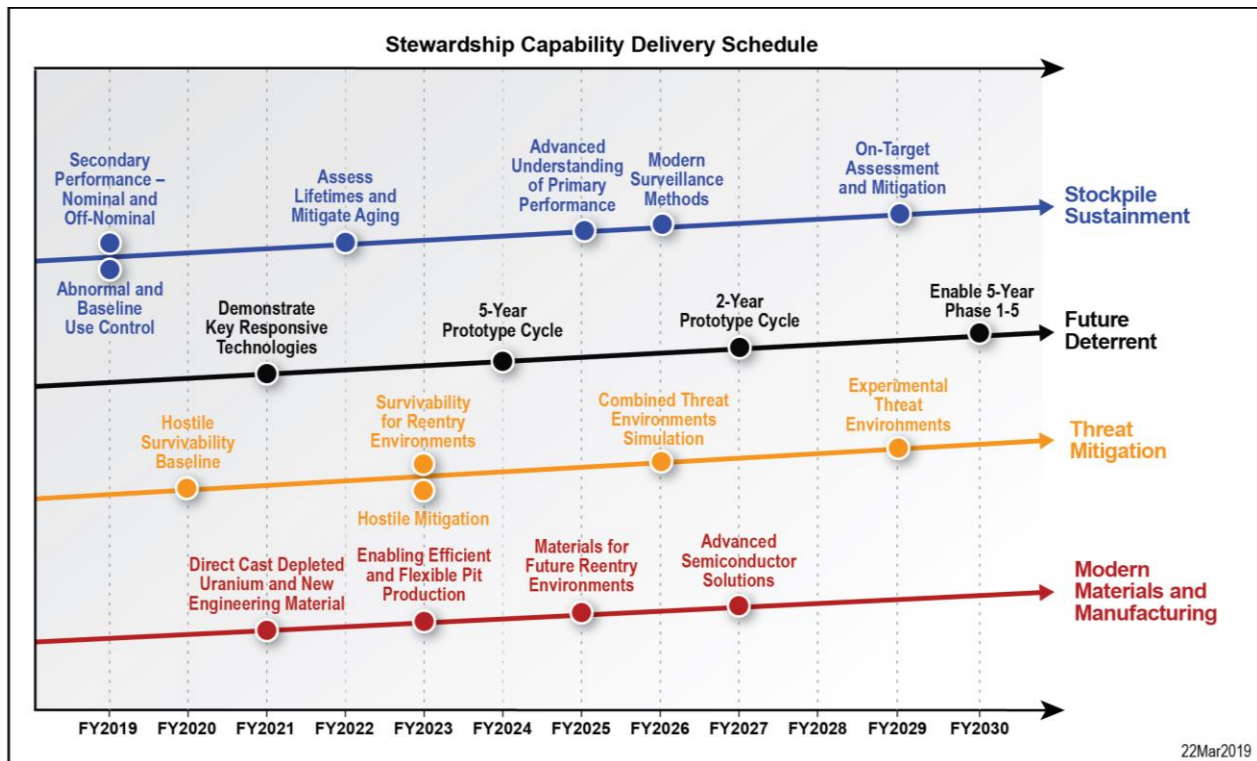 Stewardship Capability Delivery Schedule
Secondary
Performance –
Nominal and
Off-Nominal
Abnormal and
Baseline
Use Control
Assess
Lifetimes and
Mitigate Aging
Advanced
Understanding
of Primary
Performance
Modern
Surveillance
Methods
On-Target
Assessment
and Mitigation
Stockpile
Sustainment
Demonstrate
Key Responsive
Technologies
5-Year
Prototype Cycle
2-Year
Prototype Cycle
Enable 5-Year
Phase 1-5
Future
Deterrent
Hostile
Survivability
Baseline
Survivability
for Reentry
Environments
Hostile Mitigation
Combined Threat
Environments
Simulation
Experimental
Threat
Environments
Threat
Mitigation
Direct Cast Depleted
Uranium and New
Engineering Material
Enabling Efficient
and Flexible Pit
Production
Materials for
Future Reentry
Environments
Advanced
Semiconductor
Solutions
Modern
Materials and
Manufacturing
FY2019 FY2020 FY2021 FY2022 FY2023 FY2024 FY2025 FY2026 FY2027 FY2028 FY2029 FY2030
22Mar2019